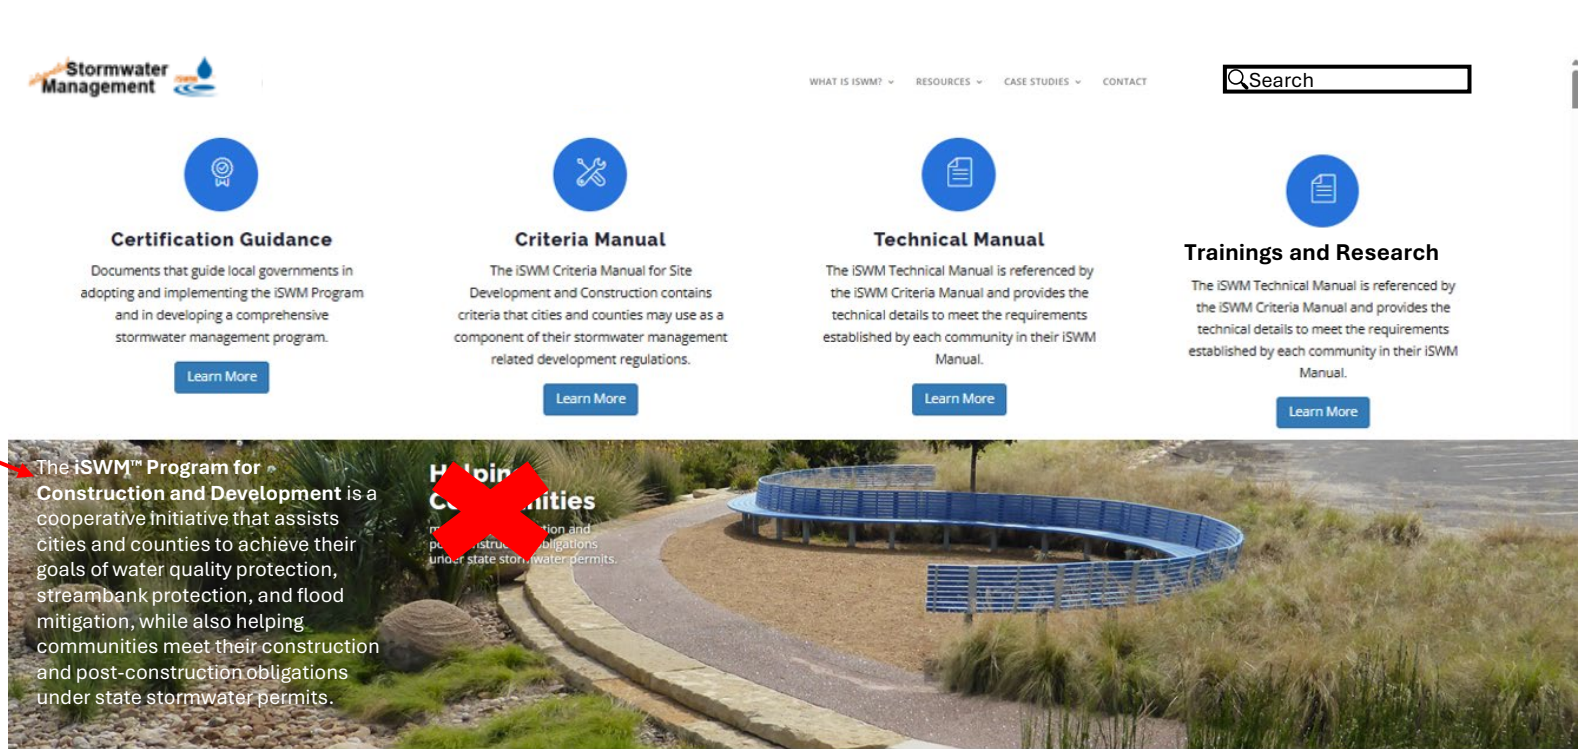 Integrated Stormwater
Management iSWM
WHAT IS ISWM? RESOURCES CASE STUDIES CONTACT
Search
Certification Guidance
Documents that guide local governments in
adopting and implementing the iSWM Program
and in developing a comprehensive
stormwater management program.
Learn More
Criteria Manual
The iSWM Criteria Manual for Site
Development and Construction contains
criteria that cities and counties may use as a
component of their stormwater management
related development regulations.
Learn More
Technical Manual
The iSWM Technical Manual is referenced by
the iSWM Criteria Manual and provides the
technical details to meet the requirements
established by each community in their iSWM
Manual.
Learn More
Trainings and Research
The iSWM Technical Manual is referenced by
the iSWM Criteria Manual and provides the
technical details to meet the requirements
established by each community in their iSWM
Manual.
Learn More
The iSWM™ Program for
Construction and Development is a
cooperative initiative that assists
cities and counties to achieve their
goals of water quality protection,
streambank protection, and flood
mitigation, while also helping
communities meet their construction
and post-construction obligations
under state stormwater permits.
Helping
and
obligations
under state stormwater permits.